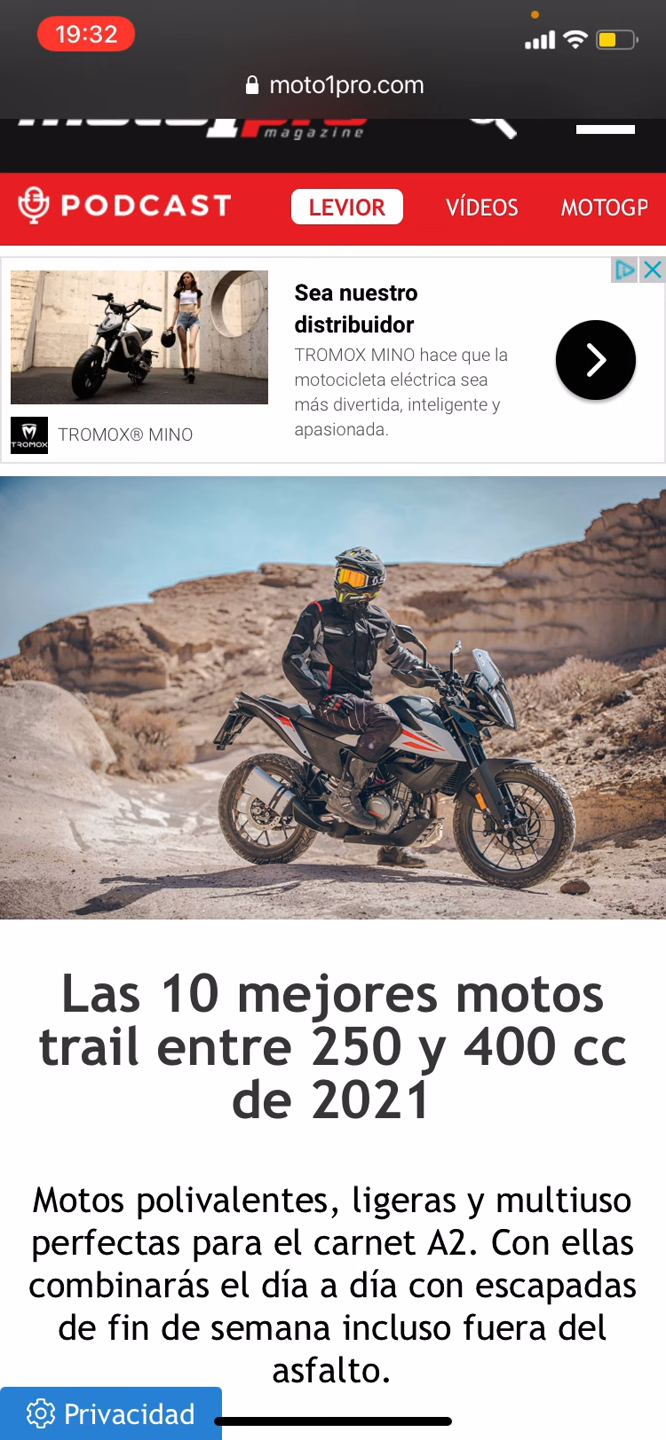 19:32
moto1pro.com
moto1pro
magazine
PODCAST
LEVIOR
VÍDEOS
MOTOGP
Sea nuestro
distribuidor
TROMOX MINO hace que la
motocicleta eléctrica sea
más divertida, inteligente y
apasionada.
TROMOX
TROMOX® MINO
Las 10 mejores motos
trail entre 250 y 400 cc
de 2021
Motos polivalentes, ligeras y multiuso
perfectas para el carnet A2. Con ellas
combinarás el día a día con escapadas
de fin de semana incluso fuera del
asfalto.
Privacidad